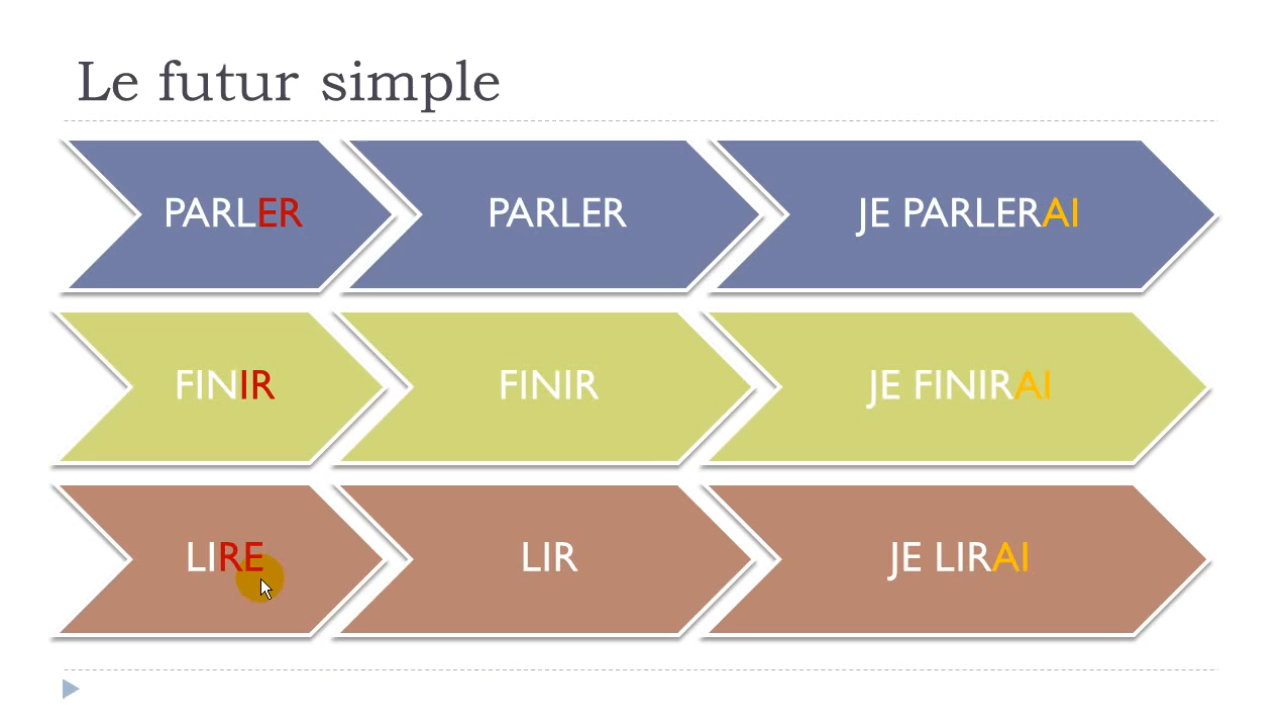 Le futur simple
PARLER PARLER JE PARLERAI
FINIR FINIR JE FINIRAI
LIRE LIR JE LIRAI